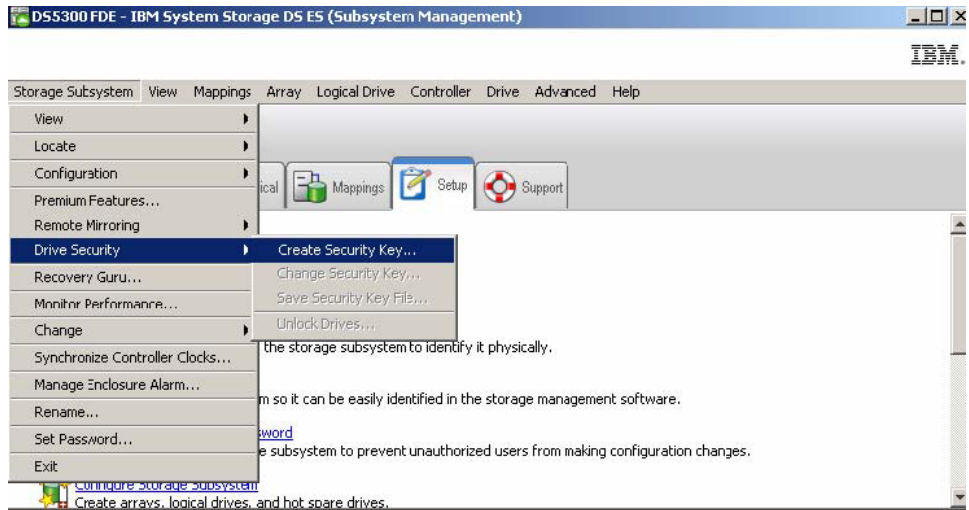 DS5300 FDE - IBM System Storage DS ES (Subsystem Management)
IBM.
Storage Subsystem View Mappings Array Logical Drive Controller Drive Advanced Help
View
Locate
Configuration
Premium Features...
Remote Mirroring
Drive Security
Recovery Guru...
Monitor Performance...
Change
Synchronize Controller Clocks...
Manage Enclosure Alarm...
Rename...
Set Password...
Exit
Create Security Key...
Change Security Key...
Save Security Key File...
Unlock Drives...
ical Mappings Setup Support
the storage subsystem to identify it physically.
m so it can be easily identified in the storage management software.
sword
e subsystem to prevent unauthorized users from making configuration changes.
Configure Storage Subsystem
Create arrays, logical drives, and hot spare drives.